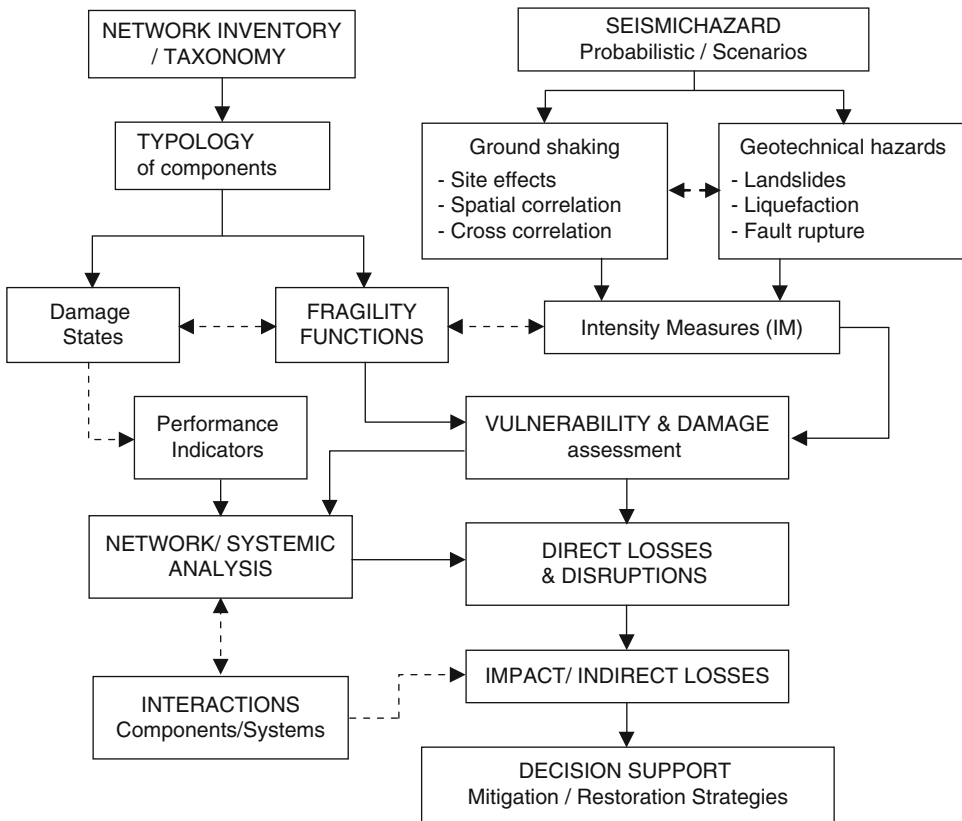 NETWORK INVENTORY
/ TAXONOMY
SEISMICHAZARD
Probabilistic / Scenarios
TYPOLOGY
of components
Ground shaking
- Site effects
- Spatial correlation
- Cross correlation
Geotechnical hazards
- Landslides
- Liquefaction
- Fault rupture
Damage
States
FRAGILITY
FUNCTIONS
Intensity Measures (IM)
Performance
Indicators
VULNERABILITY & DAMAGE
assessment
NETWORK/ SYSTEMIC
ANALYSIS
DIRECT LOSSES
& DISRUPTIONS
INTERACTIONS
Components/Systems
IMPACT/ INDIRECT LOSSES
DECISION SUPPORT
Mitigation / Restoration Strategies